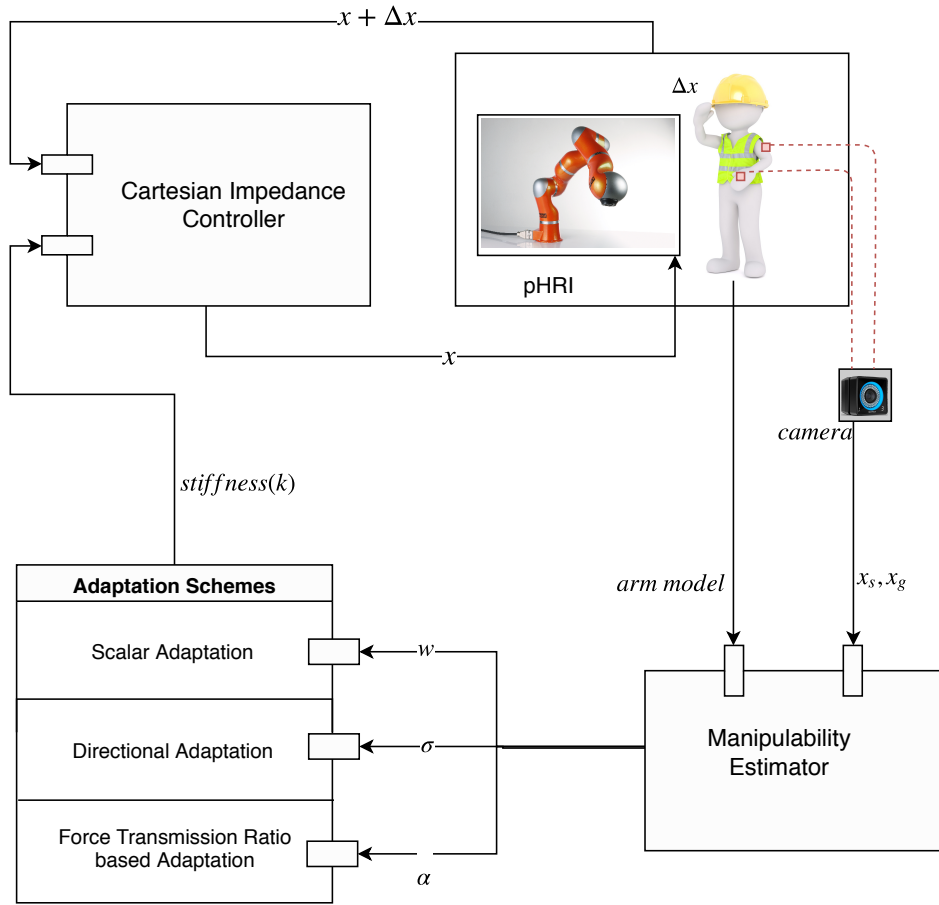 x + Δx
Δx
Cartesian Impedance
Controller
pHRI
x
camera
stiffness(k)
arm model
x_s, x_g
Adaptation Schemes
Scalar Adaptation
w
Directional Adaptation
σ
Manipulability
Estimator
Force Transmission Ratio
based Adaptation
α